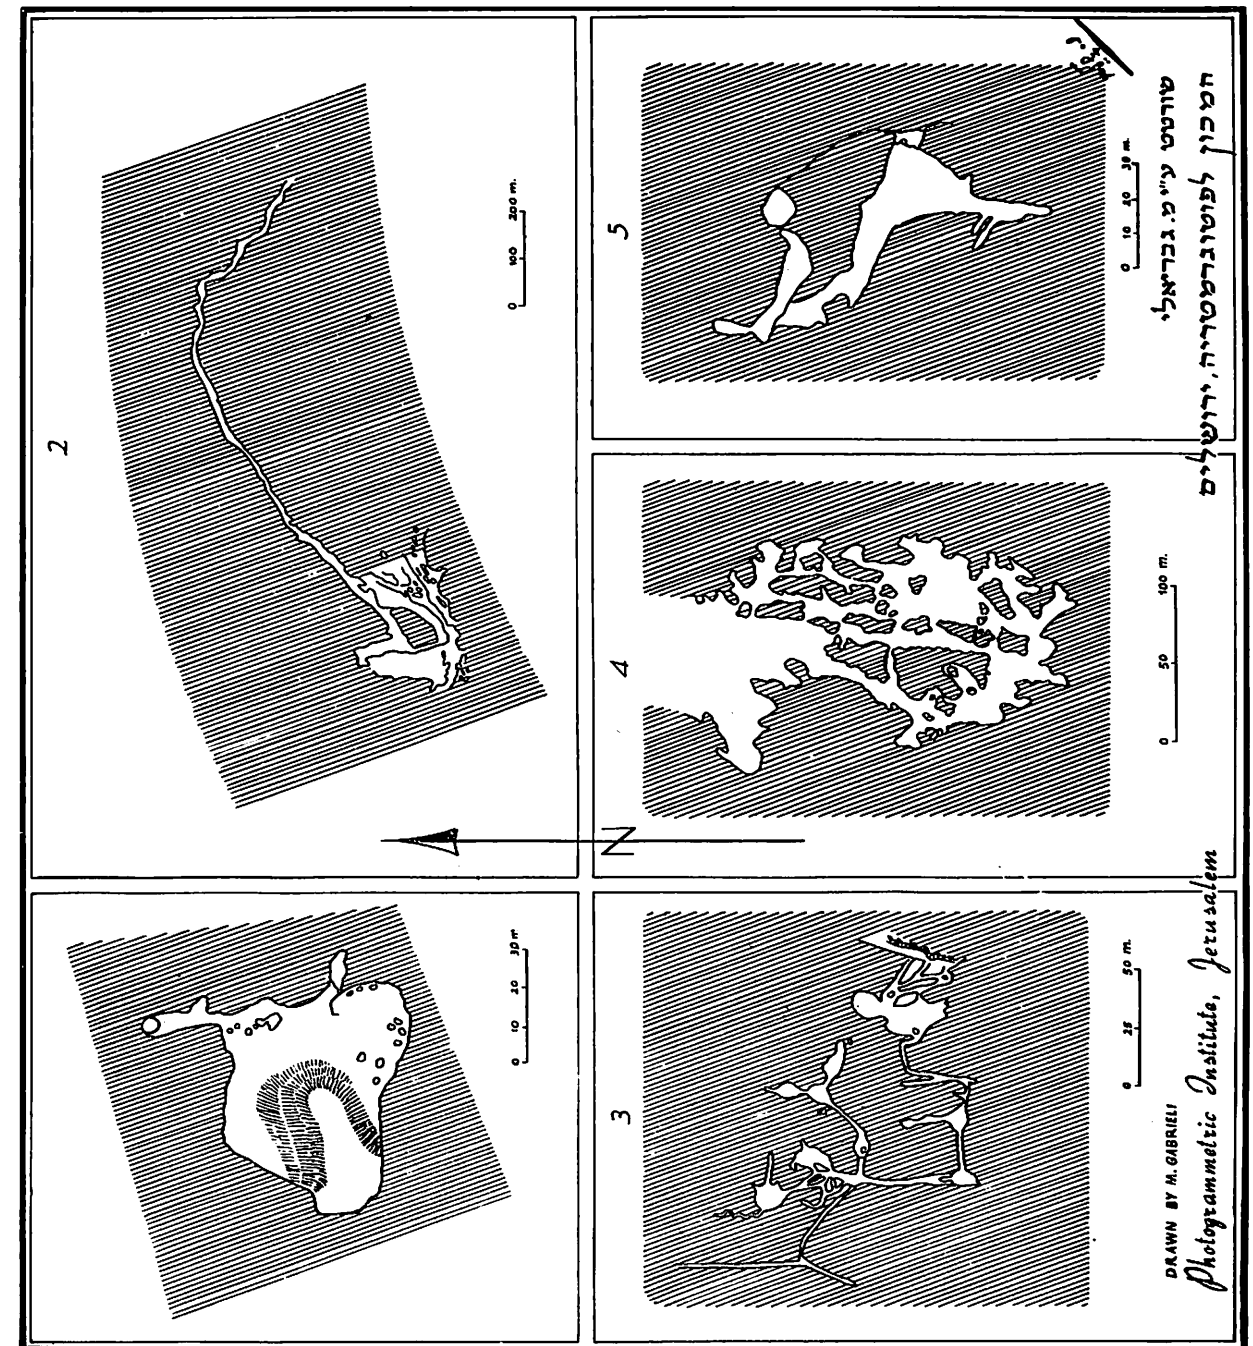 2
0 100 200 m.
0 10 20 30 m
5
0 10 20 30 m.
4
0 50 100 m.
N
3
0 25 50 m.
שורטט ע"י מ. גבריאלי
המכון לפוטוגרמטריה, ירושלים
DRAWN BY M. GABRIELI
Photogrammetric Institute, Jerusalem